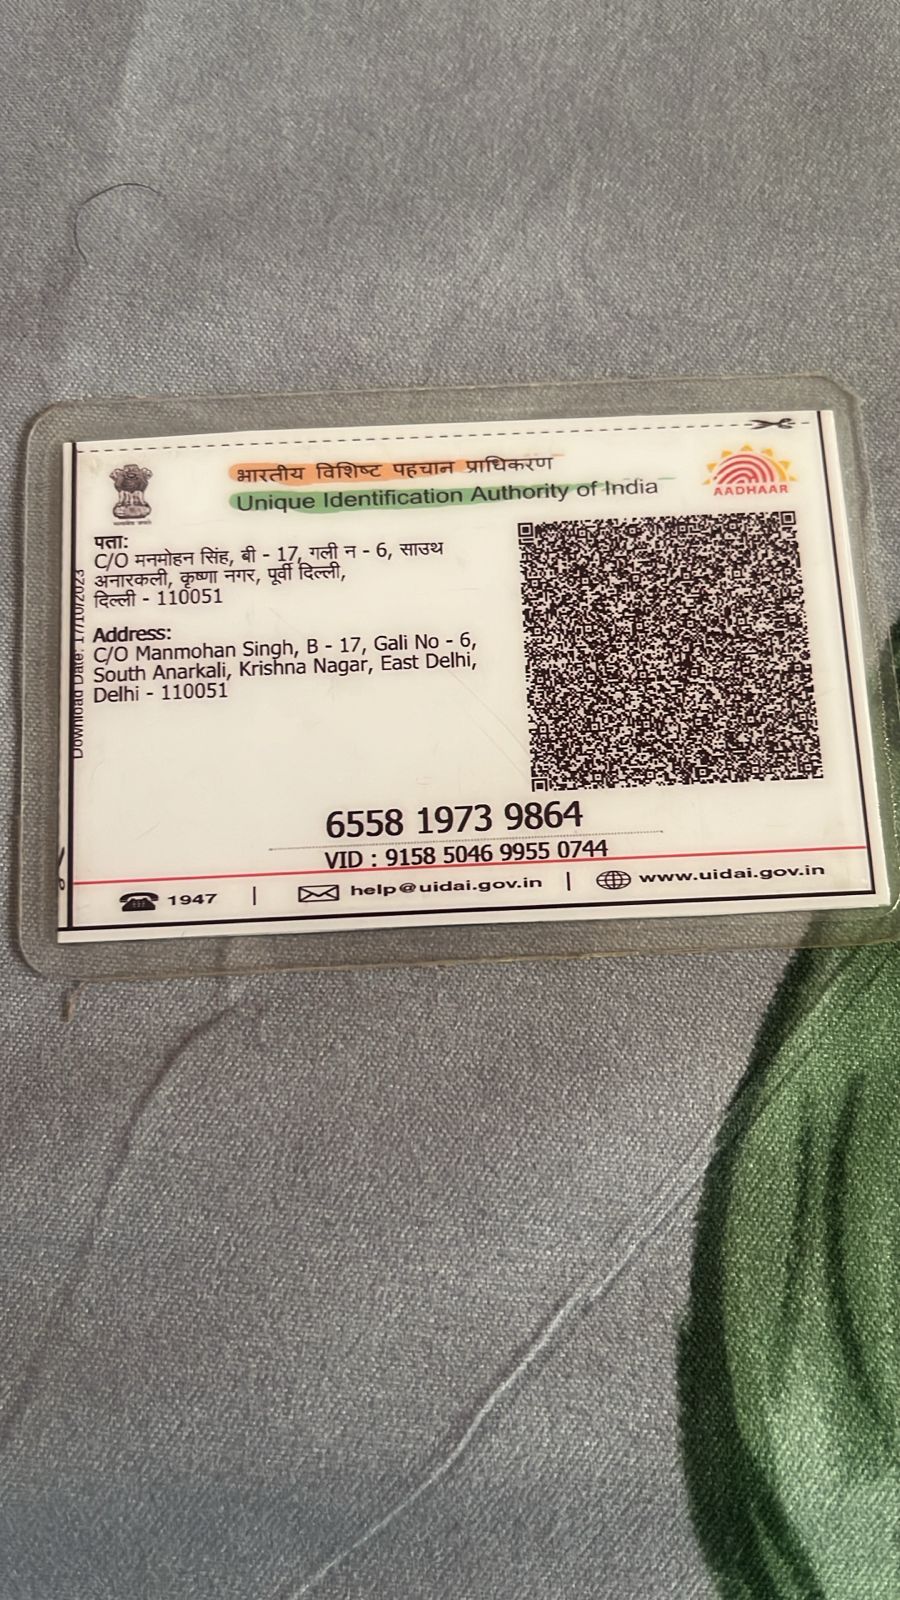 भारतीय विशिष्ट पहचान प्राधिकरण
Unique Identification Authority of India
AADHAAR
पता:
C/O मनमोहन सिंह, बी - 17, गली न - 6, साउथ
अनारकली, कृष्णा नगर, पूर्वी दिल्ली,
दिल्ली - 110051
Address:
C/O Manmohan Singh, B - 17, Gali No - 6,
South Anarkali, Krishna Nagar, East Delhi,
Delhi - 110051
Download Date: 17/10/2023
6558 1973 9864
VID : 9158 5046 9955 0744
1947 | help@uidai.gov.in | www.uidai.gov.in